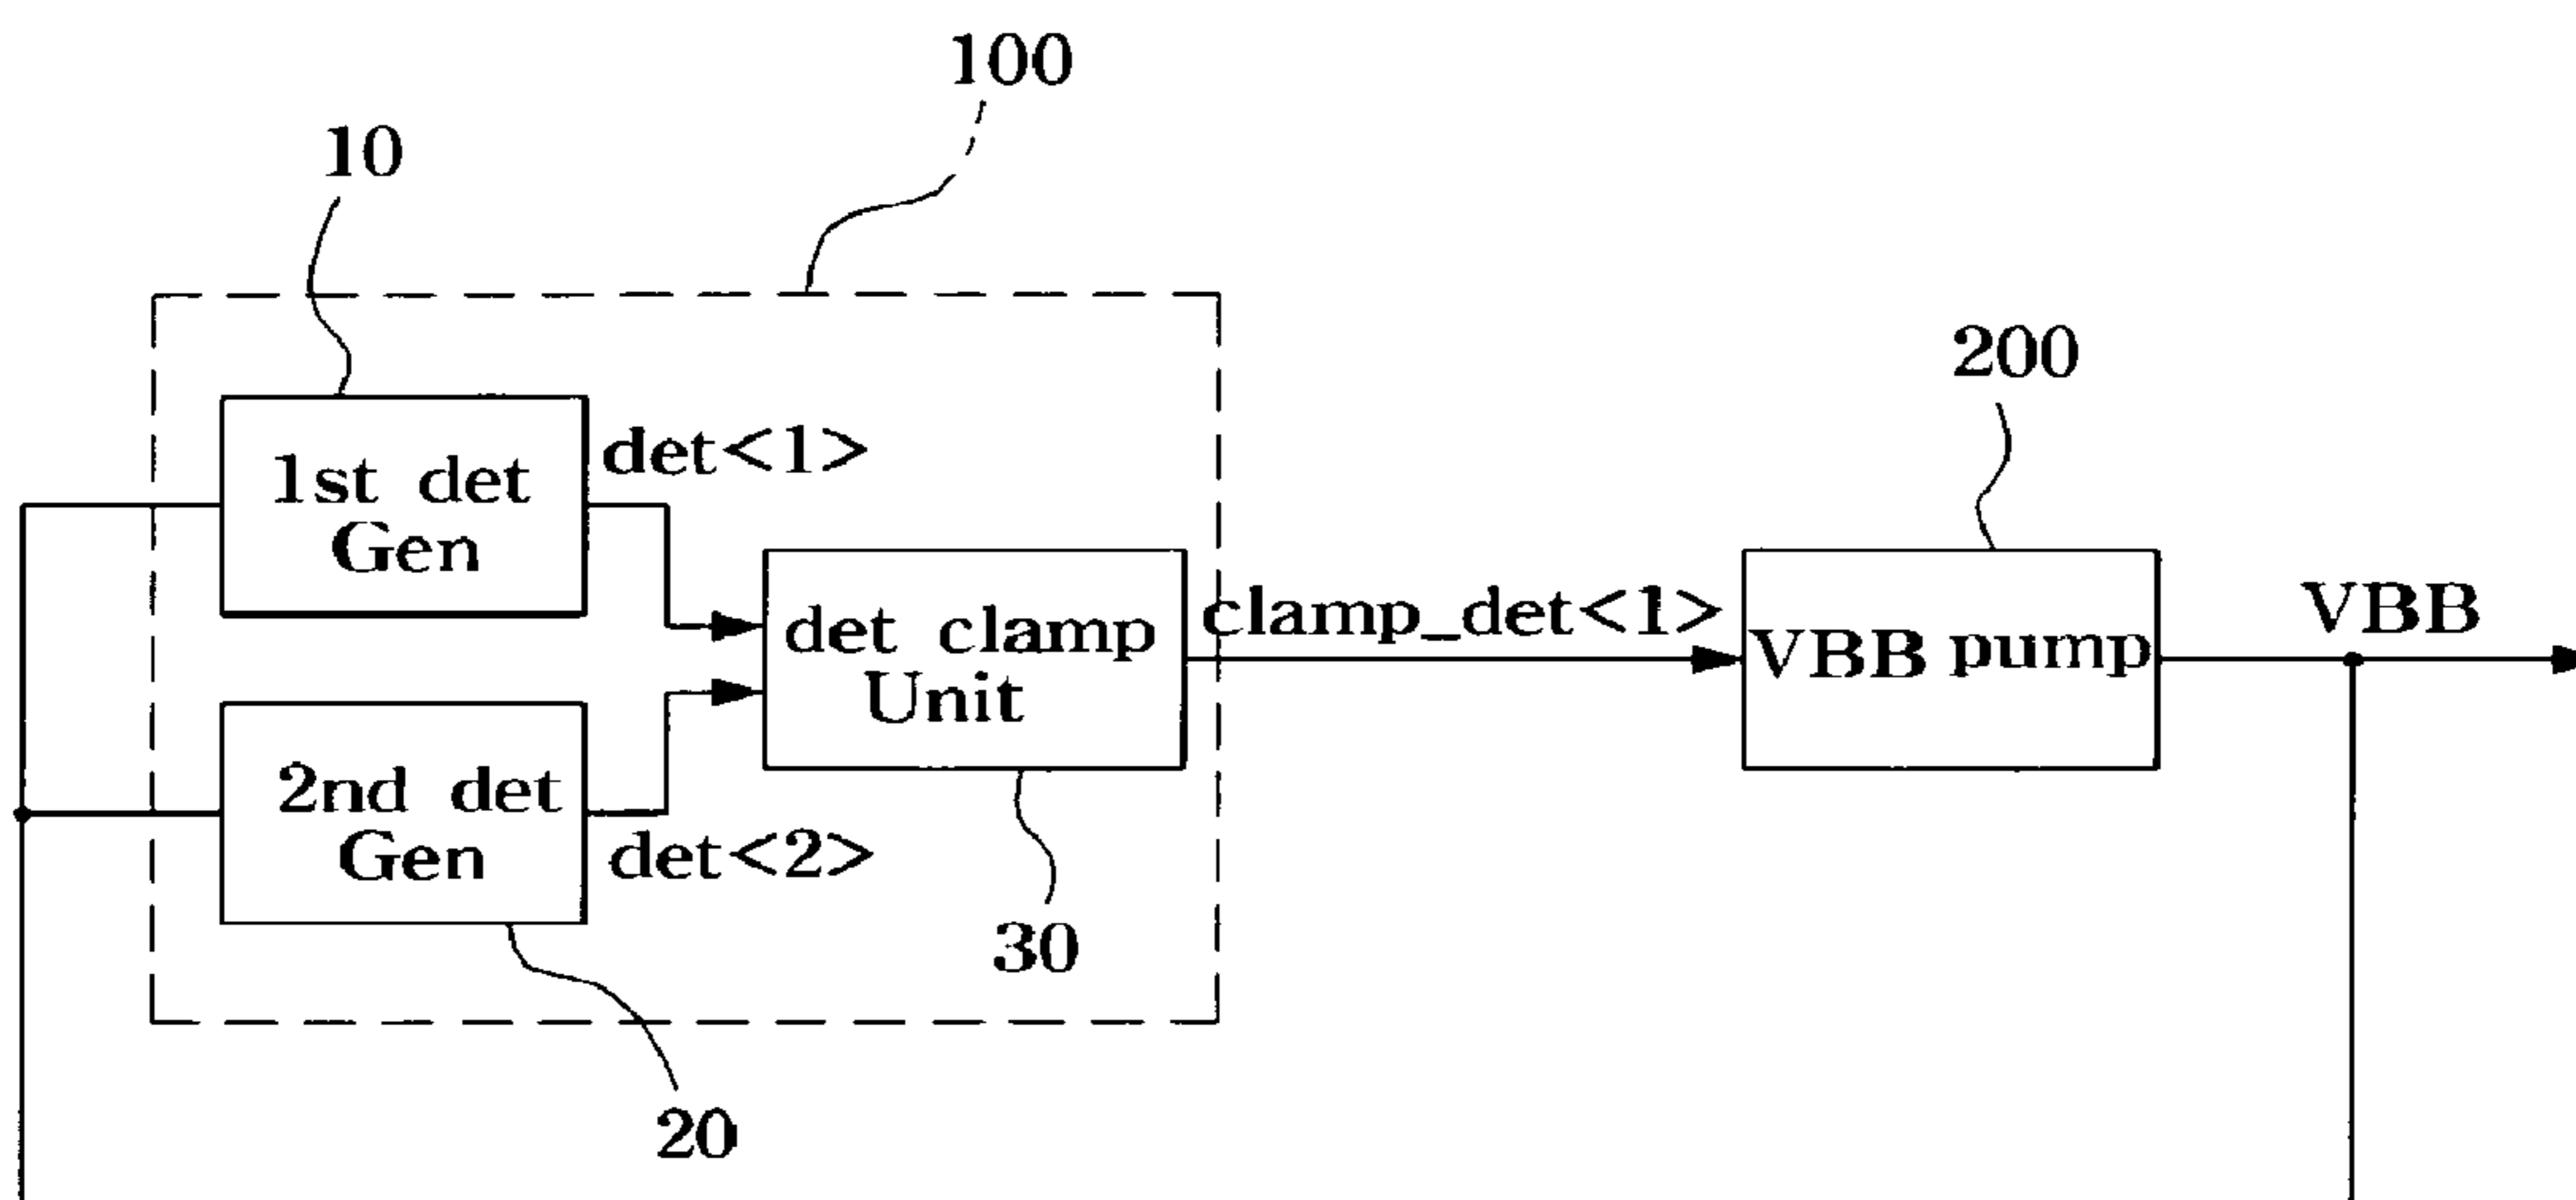 100
10
200
1st det
Gen
det<1>
det clamp
Unit
clamp_det<1>
VBB pump
VBB
2nd det
Gen
det<2>
30
20